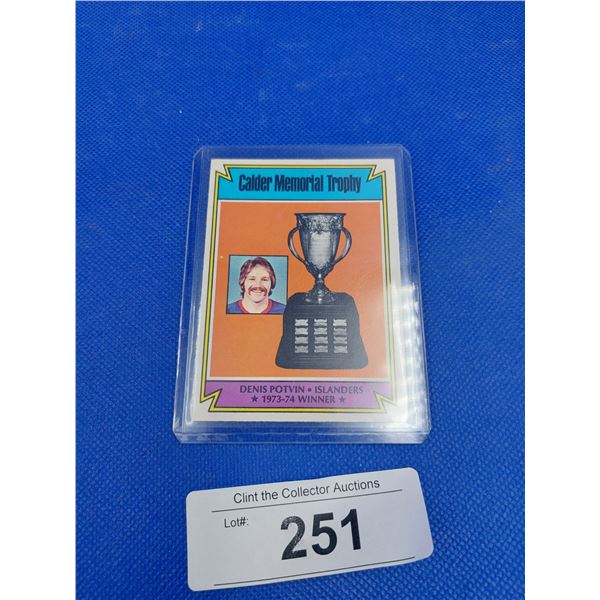 Calder Memorial Trophy
DENIS POTVIN • ISLANDERS
★ 1973-74 WINNER ★
Clint the Collector Auctions
Lot#:
251